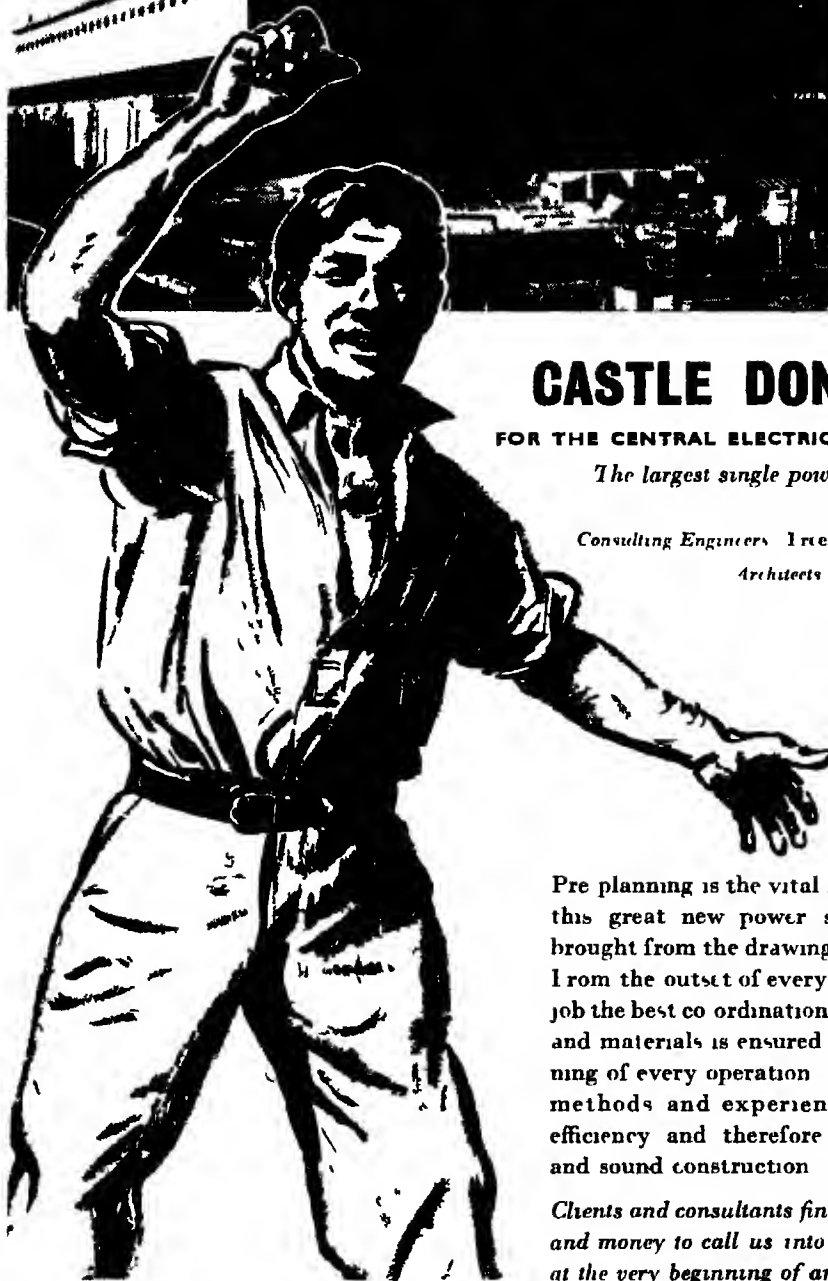 CASTLE DON
FOR THE CENTRAL ELECTRIC
The largest single pow
Consulting Engineers
Architects
Pre planning is the vital
this great new power s
brought from the drawing
From the outset of every
job the best co ordination
and materials is ensured
ning of every operation
methods and experien
efficiency and therefore
and sound construction
Clients and consultants fin
and money to call us into
at the very beginning of a